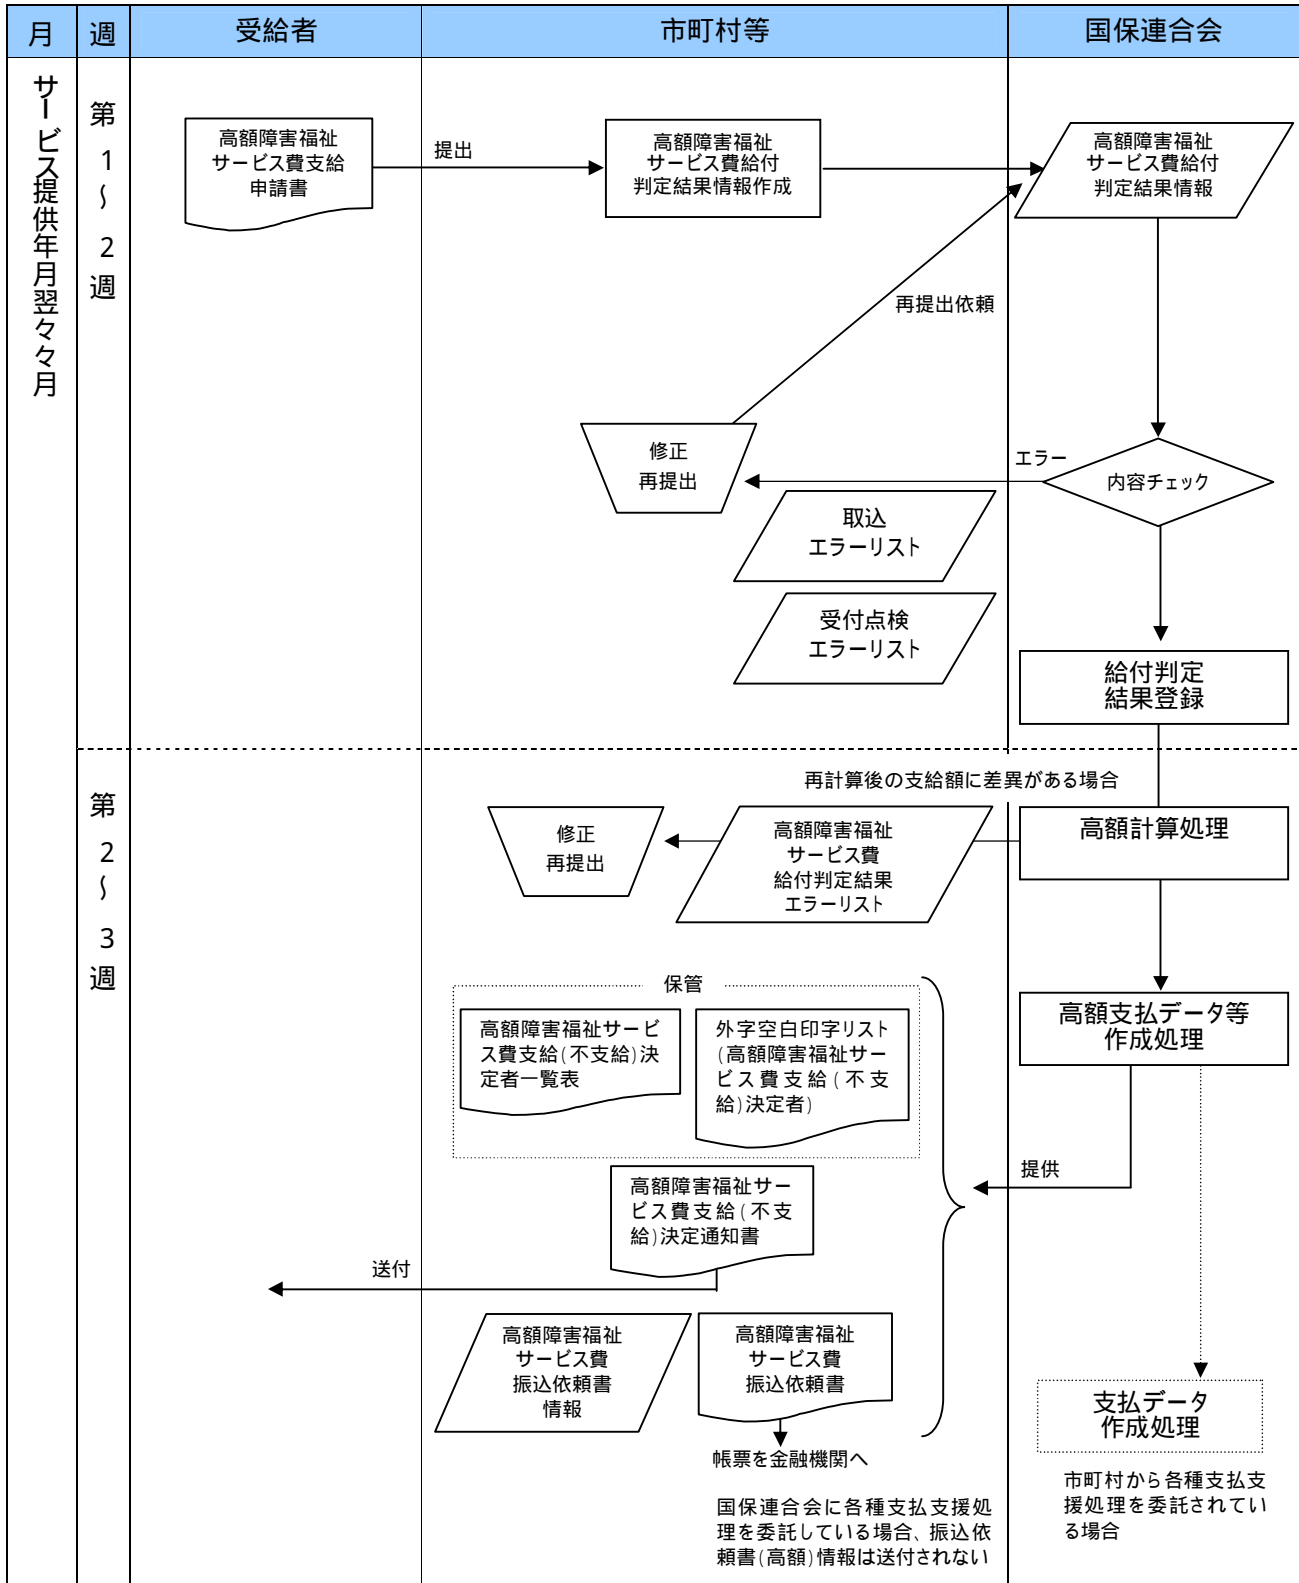 月
週
受給者
市町村等
国保連合会
サービス提供年月翌々々月
第
1
～
2
週
高額障害福祉
サービス費支給
申請書
提出
高額障害福祉
サービス費給付
判定結果情報作成
高額障害福祉
サービス費給付
判定結果情報
再提出依頼
修正
再提出
エラー
内容チェック
取込
エラーリスト
受付点検
エラーリスト
給付判定
結果登録
第
2
～
3
週
再計算後の支給額に差異がある場合
修正
再提出
高額障害福祉
サービス費
給付判定結果
エラーリスト
高額計算処理
保管
高額障害福祉サービ
ス費支給(不支給)決
定者一覧表
外字空白印字リスト
(高額障害福祉サー
ビス費支給(不支
給)決定者)
高額支払データ等
作成処理
提供
高額障害福祉サー
ビス費支給(不支
給)決定通知書
送付
高額障害福祉
サービス費
振込依頼書
情報
高額障害福祉
サービス費
振込依頼書
帳票を金融機関へ
支払データ
作成処理
市町村から各種支払支
援処理を委託されてい
る場合
国保連合会に各種支払支援処
理を委託している場合、振込依
頼書(高額)情報は送付されない